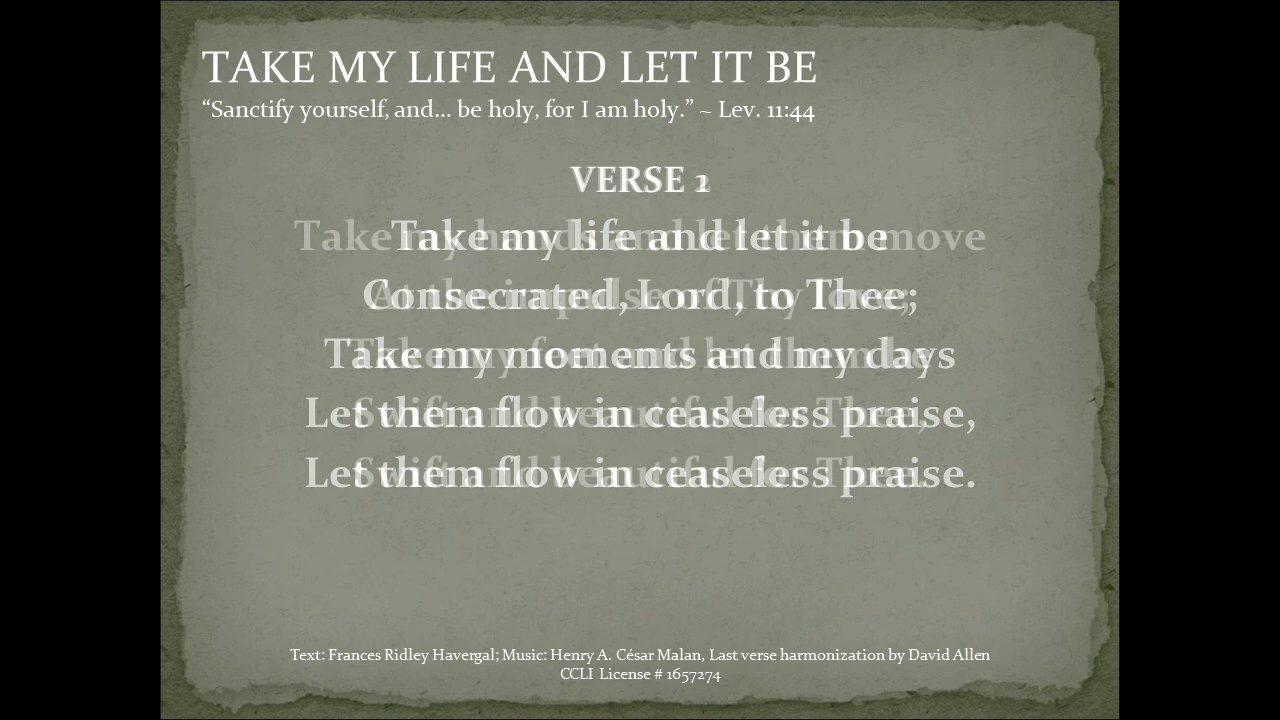 TAKE MY LIFE AND LET IT BE
“Sanctify yourself, and... be holy, for I am holy.” ~ Lev. 11:44
VERSE 1
Take my life and let it be
Consecrated, Lord, to Thee;
Take my moments and my days
Let them flow in ceaseless praise,
Let them flow in ceaseless praise.
Text: Frances Ridley Havergal; Music: Henry A. César Malan, Last verse harmonization by David Allen
CCLI License # 1657274